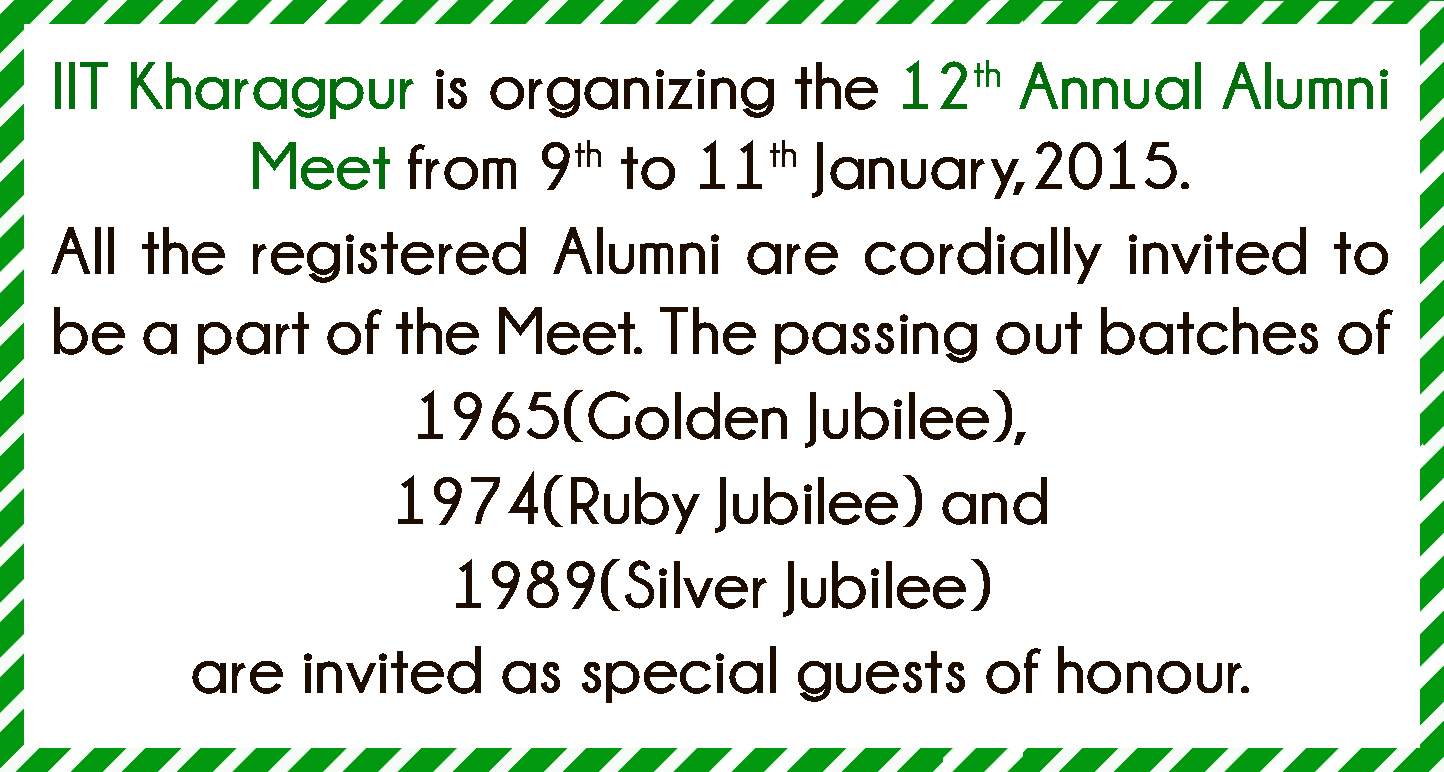 IIT Kharagpur is organizing the 12th Annual Alumni
Meet from 9th to 11th January,2015.
All the registered Alumni are cordially invited to
be a part of the Meet. The passing out batches of
1965(Golden Jubilee),
1974(Ruby Jubilee) and
1989(Silver Jubilee)
are invited as special guests of honour.